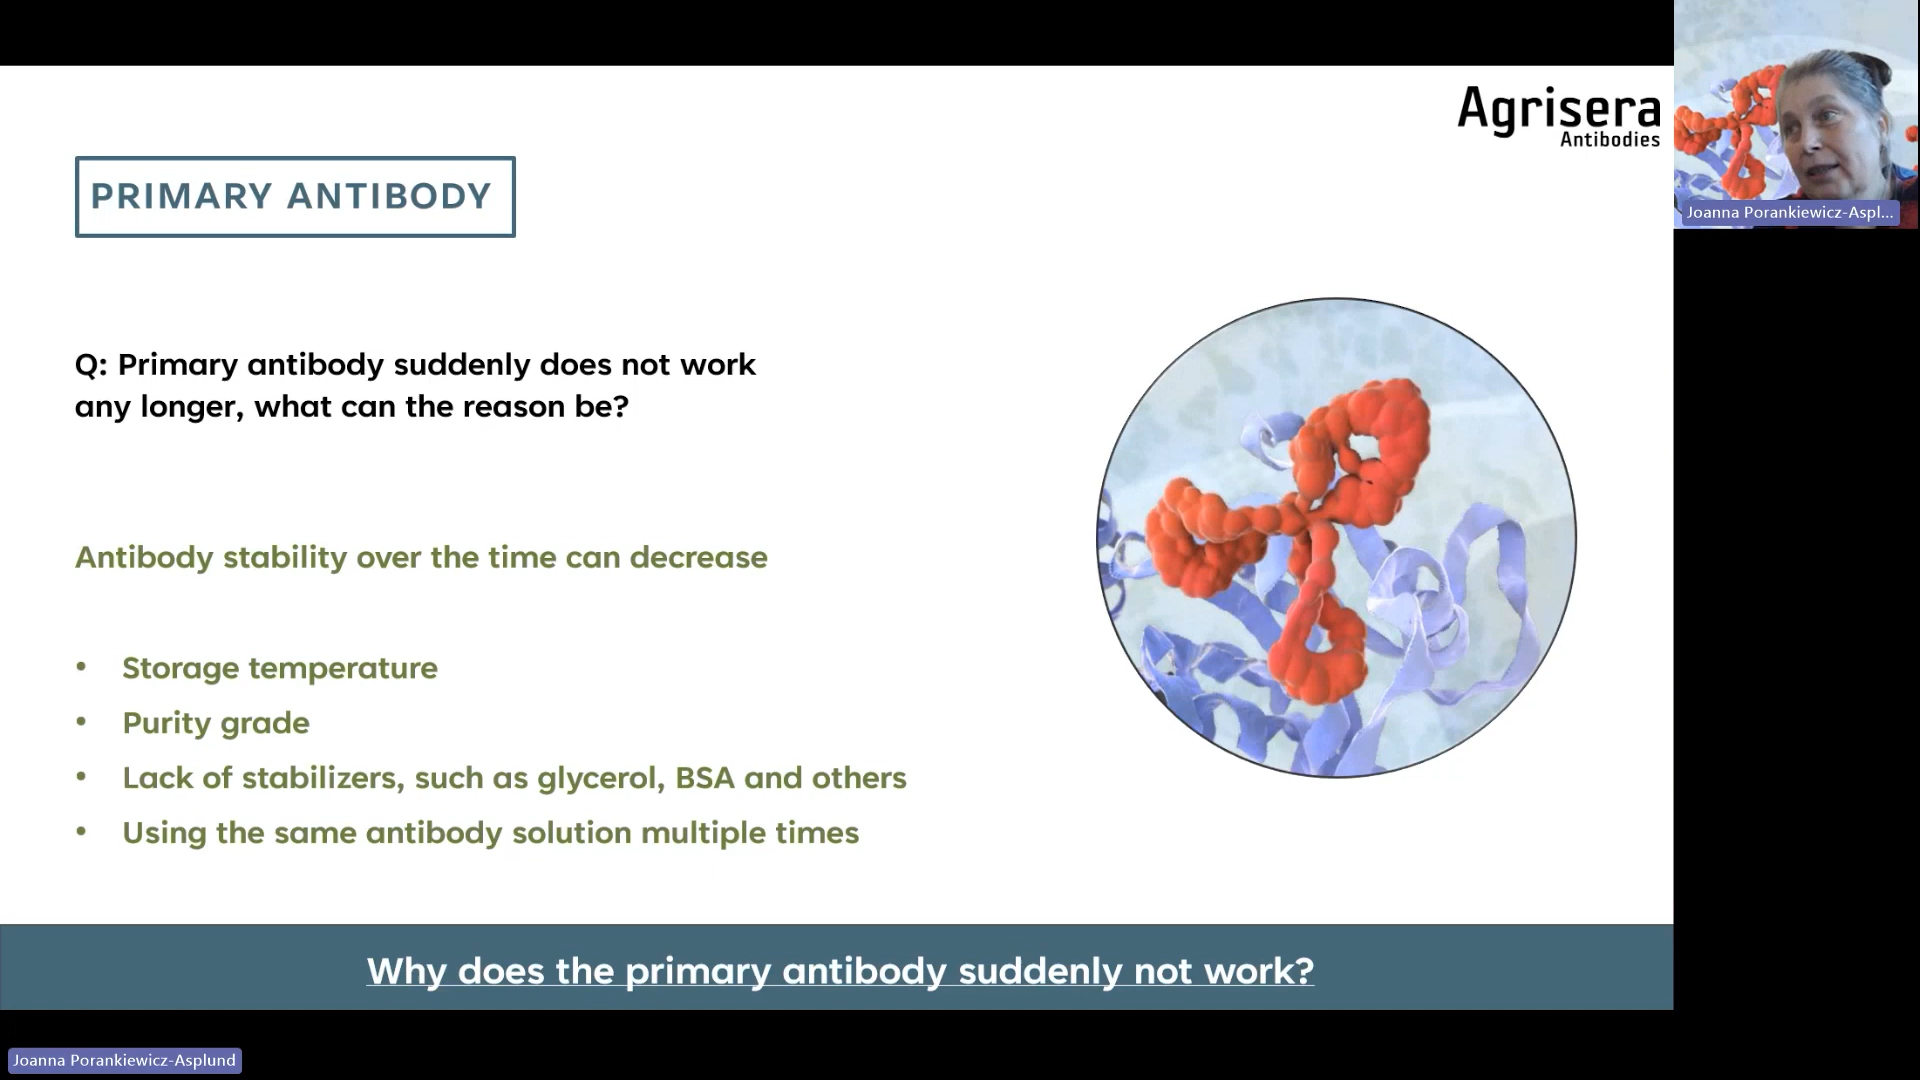 Agrisera
Antibodies
PRIMARY ANTIBODY
Q: Primary antibody suddenly does not work
any longer, what can the reason be?
Antibody stability over the time can decrease
• Storage temperature
• Purity grade
• Lack of stabilizers, such as glycerol, BSA and others
• Using the same antibody solution multiple times
Why does the primary antibody suddenly not work?
Joanna Porankiewicz-Aspl...
Joanna Porankiewicz-Asplund